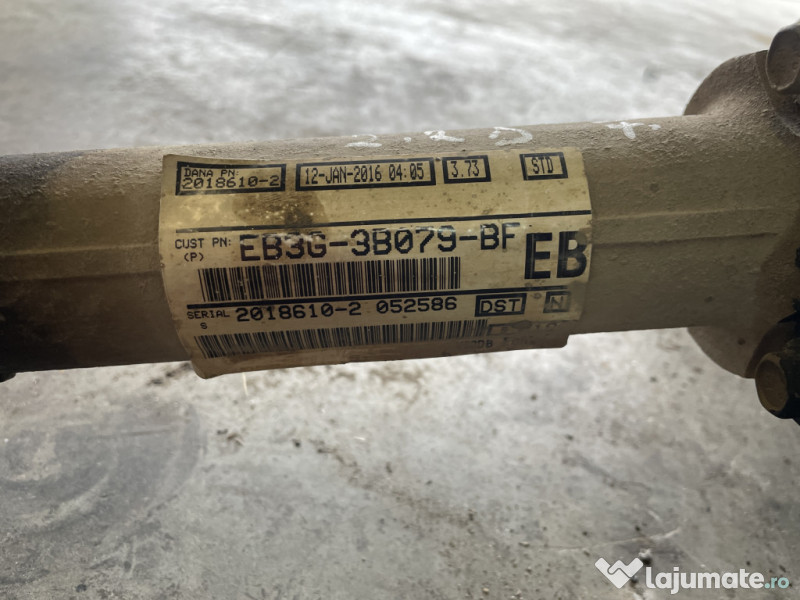 DANA PN:
2018610-2
12-JAN-2016 04:05
3.73
STD
CUST PN:
(P)
EB3G-3B079-BF
EB
SERIAL
S
2018610-2 052586
DST
N
lajumate.ro